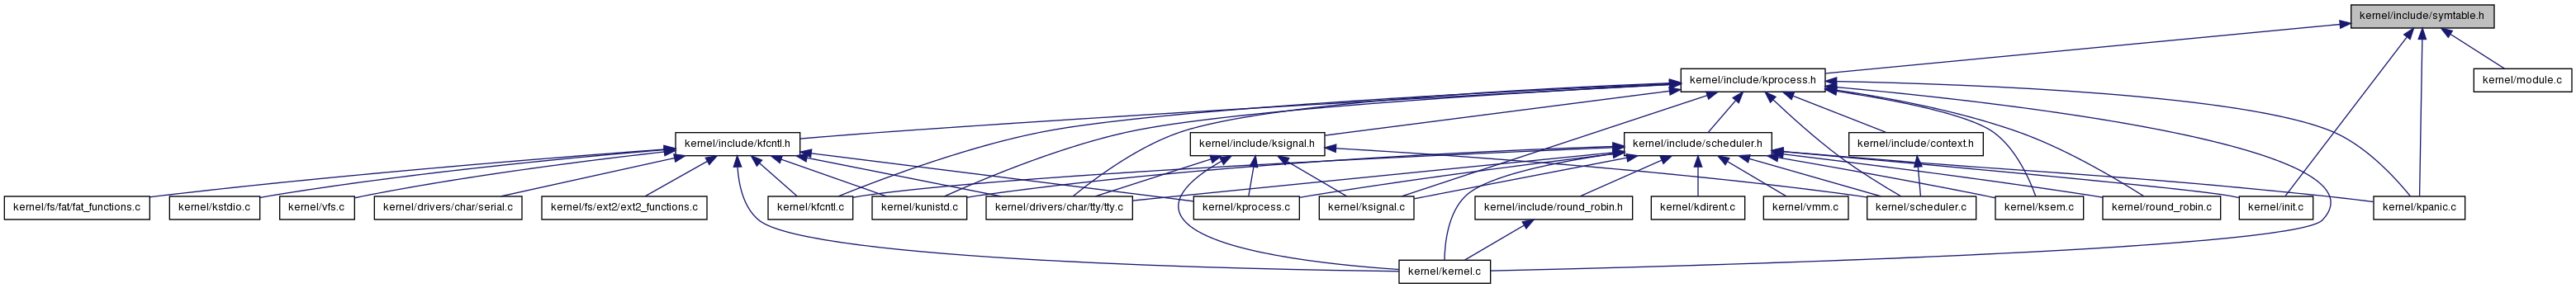 kernel/include/symtable.h
kernel/include/kprocess.h
kernel/module.c
kernel/include/kfcntl.h
kernel/include/ksignal.h
kernel/include/scheduler.h
kernel/include/context.h
kernel/fs/fat/fat_functions.c
kernel/kstdio.c
kernel/vfs.c
kernel/drivers/char/serial.c
kernel/fs/ext2/ext2_functions.c
kernel/kfcntl.c
kernel/kunistd.c
kernel/drivers/char/tty/tty.c
kernel/kprocess.c
kernel/ksignal.c
kernel/include/round_robin.h
kernel/kdirent.c
kernel/vmm.c
kernel/scheduler.c
kernel/ksem.c
kernel/round_robin.c
kernel/init.c
kernel/kpanic.c
kernel/kernel.c